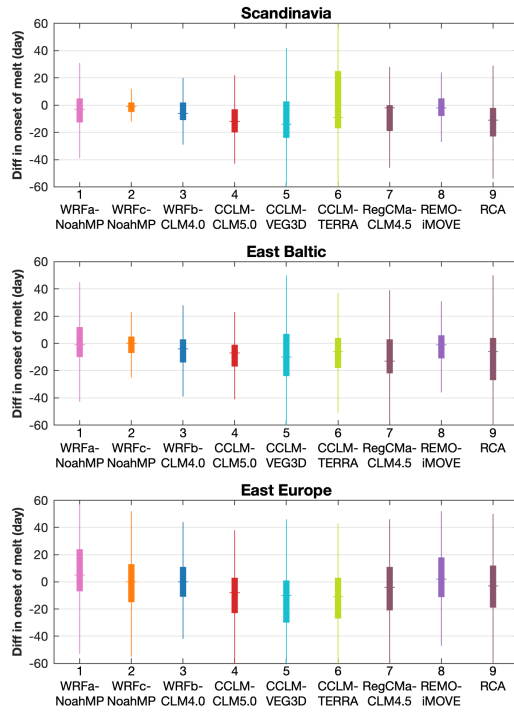 Scandinavia
Diff in onset of melt (day)
60
40
20
0
-20
-40
-60
1 2 3 4 5 6 7 8 9
WRFa- WRFc- WRFb- CCLM- CCLM- CCLM- RegCMa- REMO- RCA
NoahMP NoahMP CLM4.0 CLM5.0 VEG3D TERRA CLM4.5 iMOVE
East Baltic
Diff in onset of melt (day)
60
40
20
0
-20
-40
-60
1 2 3 4 5 6 7 8 9
WRFa- WRFc- WRFb- CCLM- CCLM- CCLM- RegCMa- REMO- RCA
NoahMP NoahMP CLM4.0 CLM5.0 VEG3D TERRA CLM4.5 iMOVE
East Europe
Diff in onset of melt (day)
60
40
20
0
-20
-40
-60
1 2 3 4 5 6 7 8 9
WRFa- WRFc- WRFb- CCLM- CCLM- CCLM- RegCMa- REMO- RCA
NoahMP NoahMP CLM4.0 CLM5.0 VEG3D TERRA CLM4.5 iMOVE